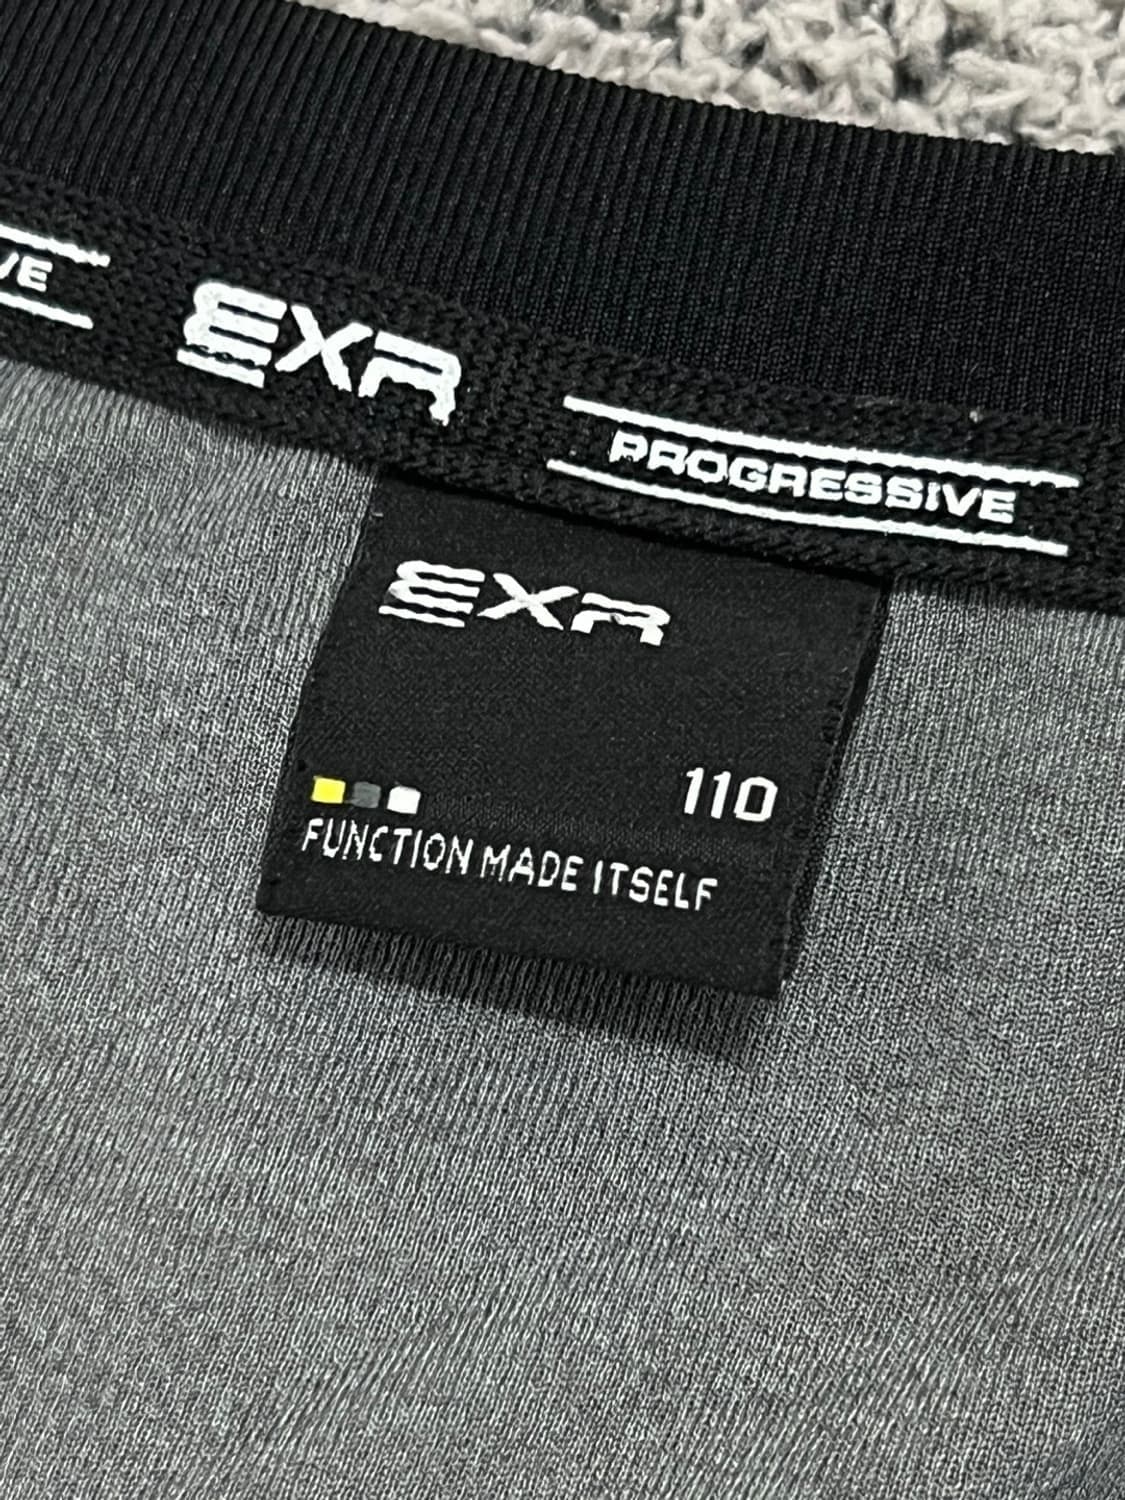 VE
EXR
PROGRESSIVE
EXR
110
FUNCTION MADE ITSELF